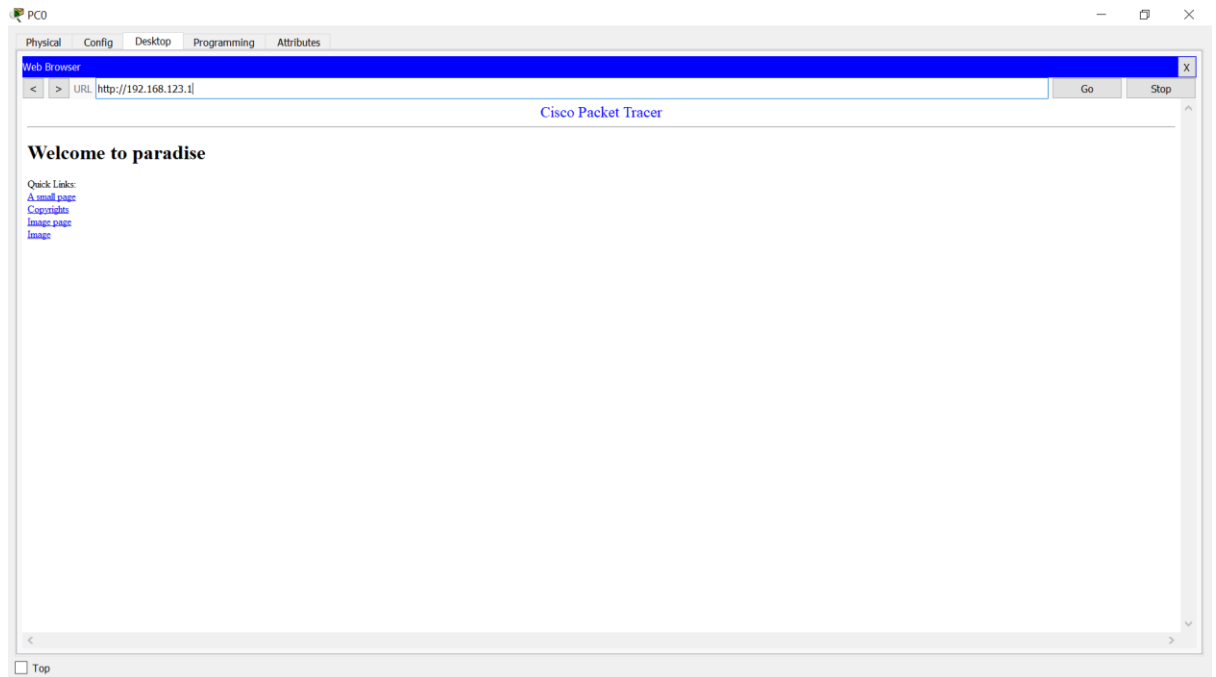 PC0
Physical Config Desktop Programming Attributes
Web Browser
X
< > URL http://192.168.123.1 Go Stop
Cisco Packet Tracer
Welcome to paradise
Quick Links:
A small page
Copyrights
Image page
Image
Top